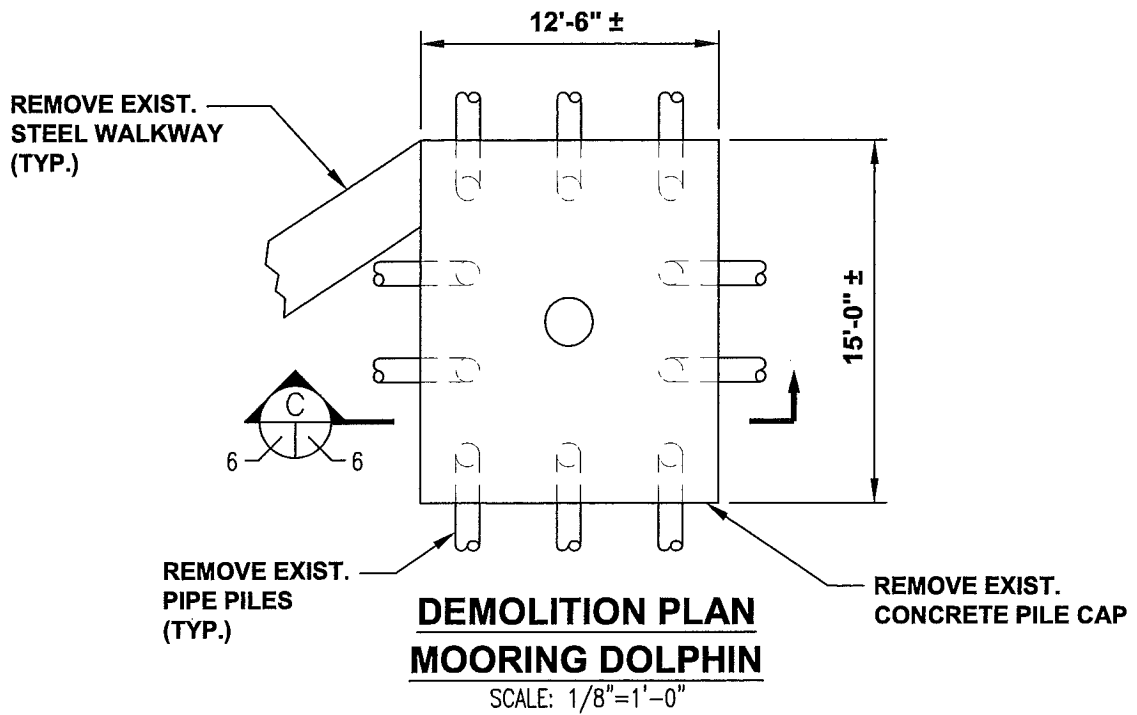 12'-6" ±
REMOVE EXIST.
STEEL WALKWAY
(TYP.)
15'-0" ±
C
6
6
REMOVE EXIST.
PIPE PILES
(TYP.)
REMOVE EXIST.
CONCRETE PILE CAP
DEMOLITION PLAN
MOORING DOLPHIN
SCALE: 1/8"=1'-0"